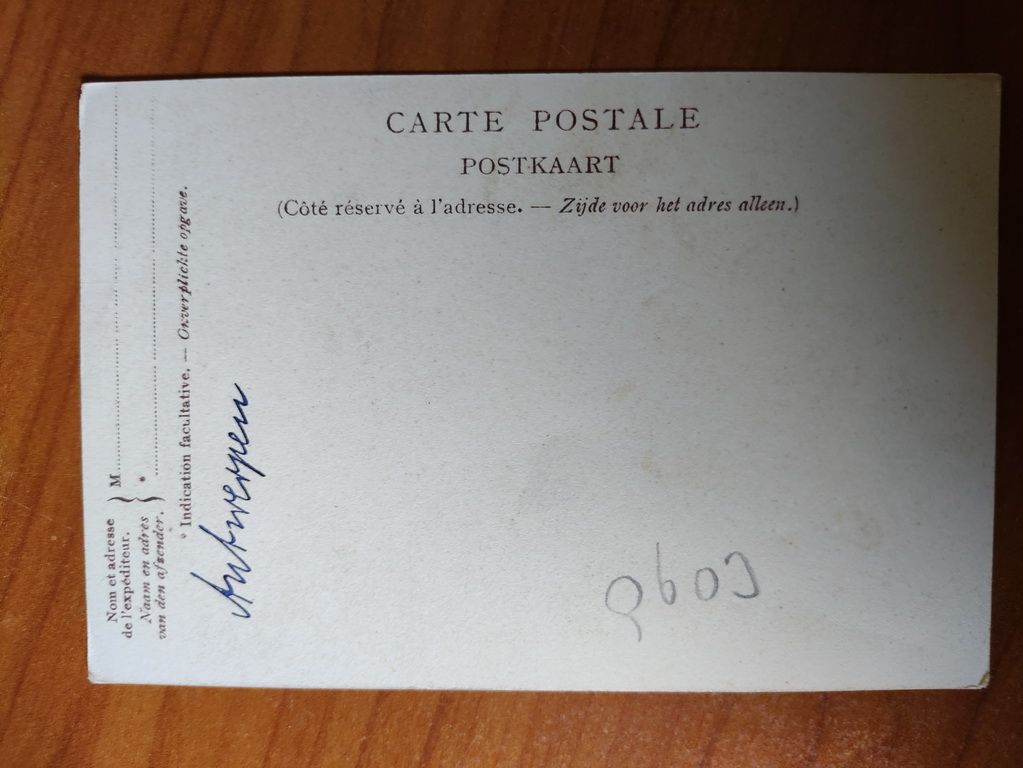 CARTE POSTALE
POSTKAART
(Côté réservé à l'adresse. — Zijde voor het adres alleen.)
Nom et adresse
de l'expéditeur.
Naam en adres
van den afzender.
M
*
* Indication facultative. — Onverplichte opgave.
Antwerpen